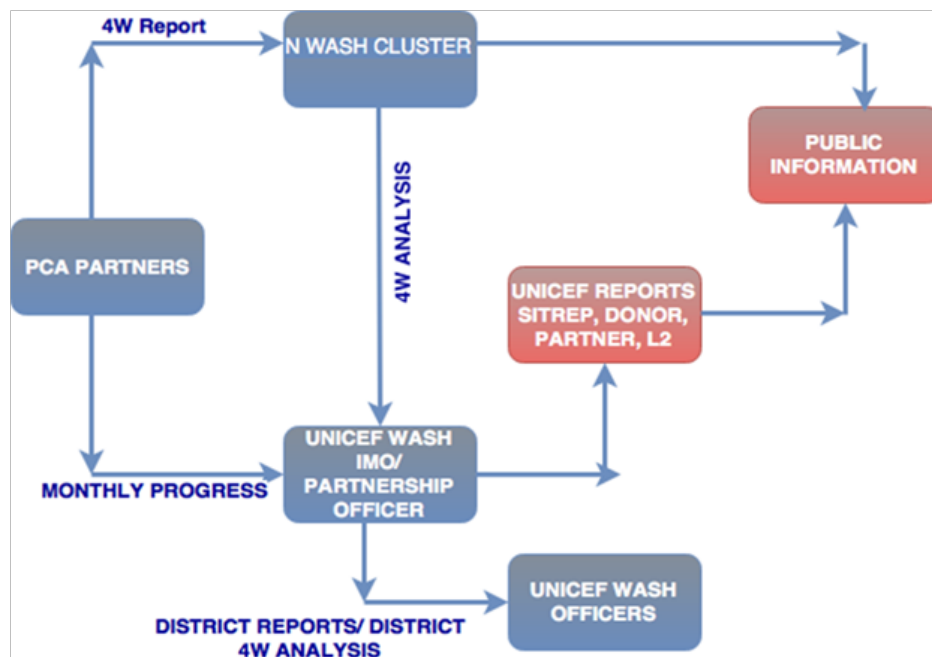 4W Report
N WASH CLUSTER
PUBLIC
INFORMATION
4W ANALYSIS
PCA PARTNERS
UNICEF REPORTS
SITREP, DONOR,
PARTNER, L2
UNICEF WASH
IMO/
PARTNERSHIP
OFFICER
MONTHLY PROGRESS
UNICEF WASH
OFFICERS
DISTRICT REPORTS/ DISTRICT
4W ANALYSIS